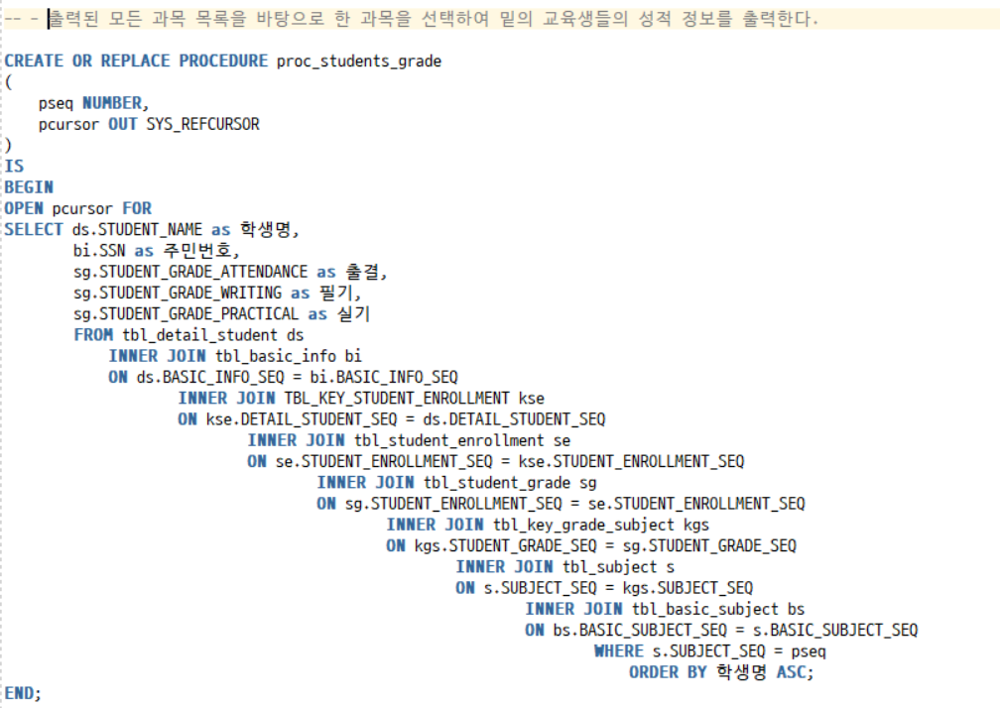 -- - 출력된 모든 과목 목록을 바탕으로 한 과목을 선택하여 밑의 교육생들의 성적 정보를 출력한다.
CREATE OR REPLACE PROCEDURE proc_students_grade
(
pseq NUMBER,
pcursor OUT SYS_REFCURSOR
)
IS
BEGIN
OPEN pcursor FOR
SELECT ds.STUDENT_NAME as 학생명,
bi.SSN as 주민번호,
sg.STUDENT_GRADE_ATTENDANCE as 출결,
sg.STUDENT_GRADE_WRITING as 필기,
sg.STUDENT_GRADE_PRACTICAL as 실기
FROM tbl_detail_student ds
INNER JOIN tbl_basic_info bi
ON ds.BASIC_INFO_SEQ = bi.BASIC_INFO_SEQ
INNER JOIN TBL_KEY_STUDENT_ENROLLMENT kse
ON kse.DETAIL_STUDENT_SEQ = ds.DETAIL_STUDENT_SEQ
INNER JOIN tbl_student_enrollment se
ON se.STUDENT_ENROLLMENT_SEQ = kse.STUDENT_ENROLLMENT_SEQ
INNER JOIN tbl_student_grade sg
ON sg.STUDENT_ENROLLMENT_SEQ = se.STUDENT_ENROLLMENT_SEQ
INNER JOIN tbl_key_grade_subject kgs
ON kgs.STUDENT_GRADE_SEQ = sg.STUDENT_GRADE_SEQ
INNER JOIN tbl_subject s
ON s.SUBJECT_SEQ = kgs.SUBJECT_SEQ
INNER JOIN tbl_basic_subject bs
ON bs.BASIC_SUBJECT_SEQ = s.BASIC_SUBJECT_SEQ
WHERE s.SUBJECT_SEQ = pseq
ORDER BY 학생명 ASC;
END;